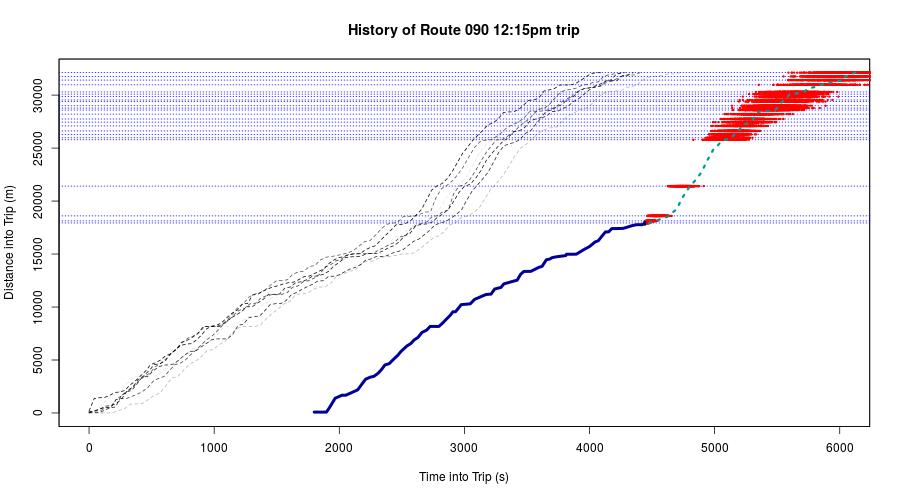 History of Route 090 12:15pm trip
Distance into Trip (m)
30000
25000
20000
15000
10000
5000
0
0 1000 2000 3000 4000 5000 6000
Time into Trip (s)